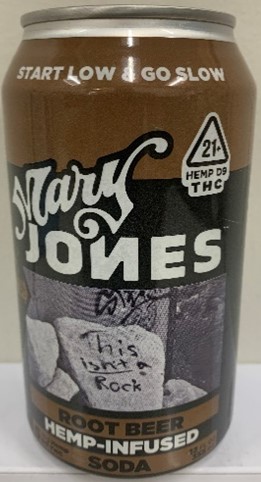 START LOW & GO SLOW
21+
HEMP D9
THC
Mary
JONES
This
isn't a
Rock
ROOT BEER
HEMP-INFUSED
SODA